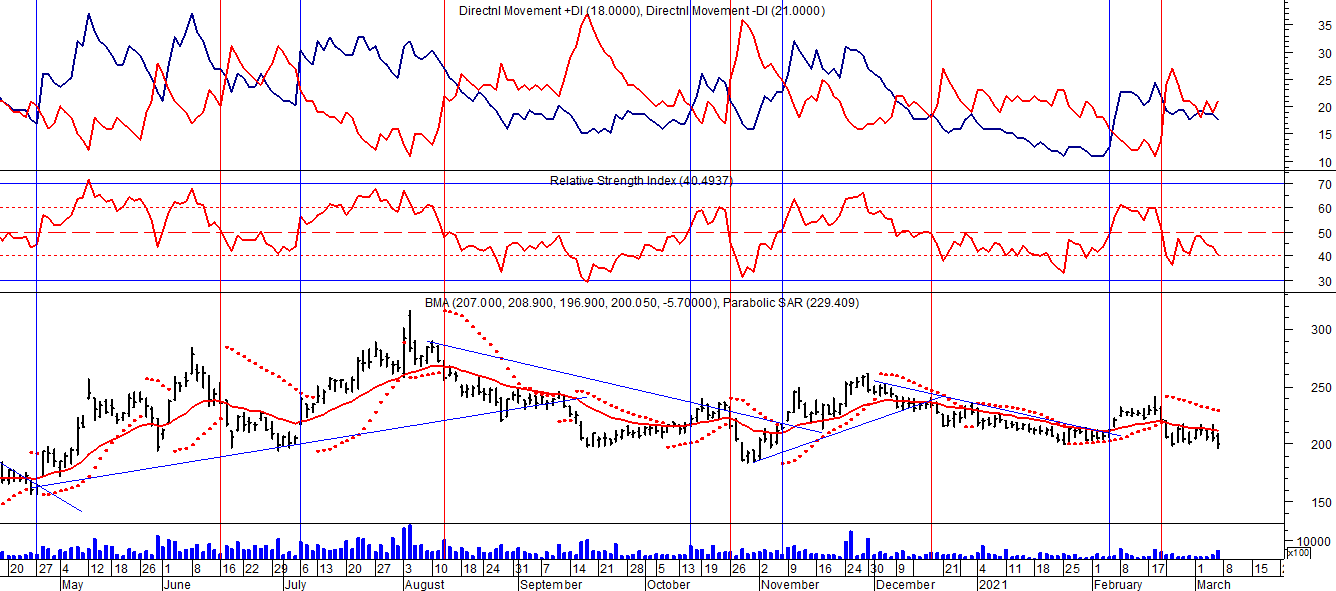 Directnl Movement +DI (18.0000), Directnl Movement -DI (21.0000)
35
30
25
20
15
10
Relative Strength Index (40.4937)
70
60
50
40
30
BMA (207.000, 208.900, 196.900, 200.050, -5.70000), Parabolic SAR (229.409)
300
250
200
150
10000
x100
20 27 4 12 18 26 1 8 16 22 29 6 13 20 27 3 10 18 24 31 7 14 21 28 5 13 19 26 2 9 16 24 30 9 21 4 11 18 25 1 8 17 1 8 15
May June July August September October November December 2021 February March